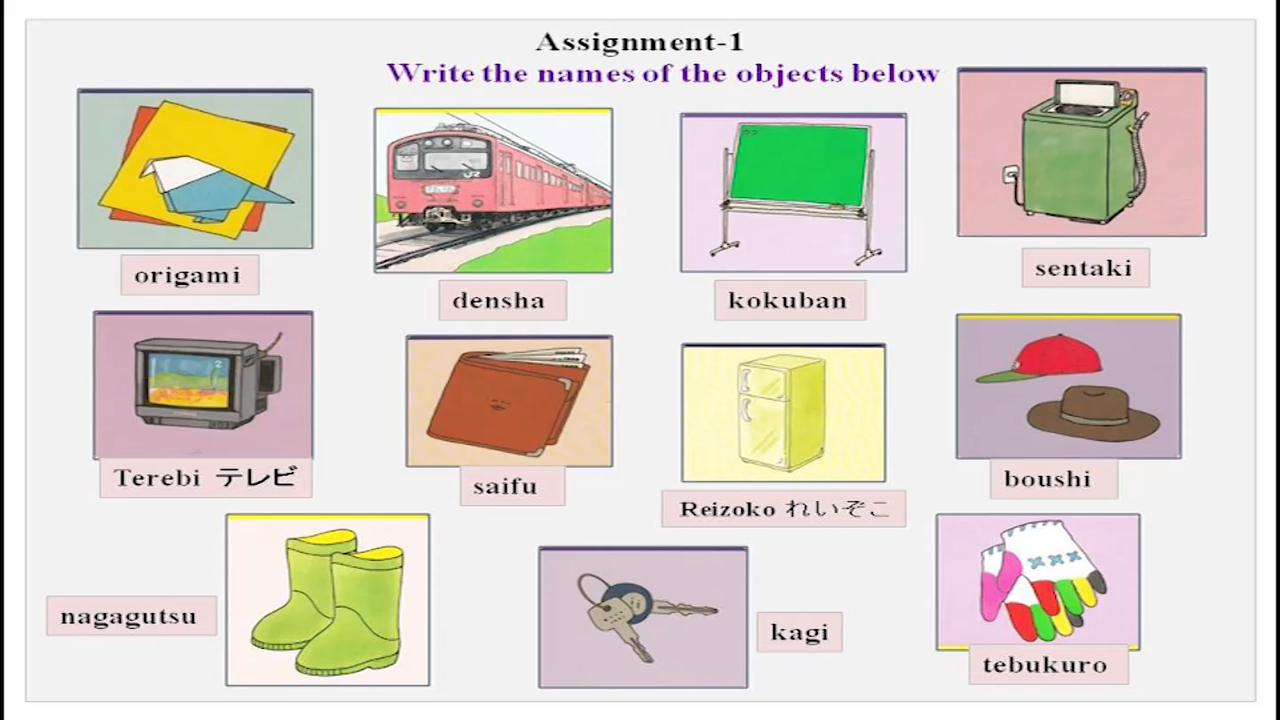 Assignment-1
Write the names of the objects below
origami
densha
kokuban
sentaki
Terebi テレビ
saifu
Reizoko れいぞこ
boushi
nagagutsu
kagi
tebukuro